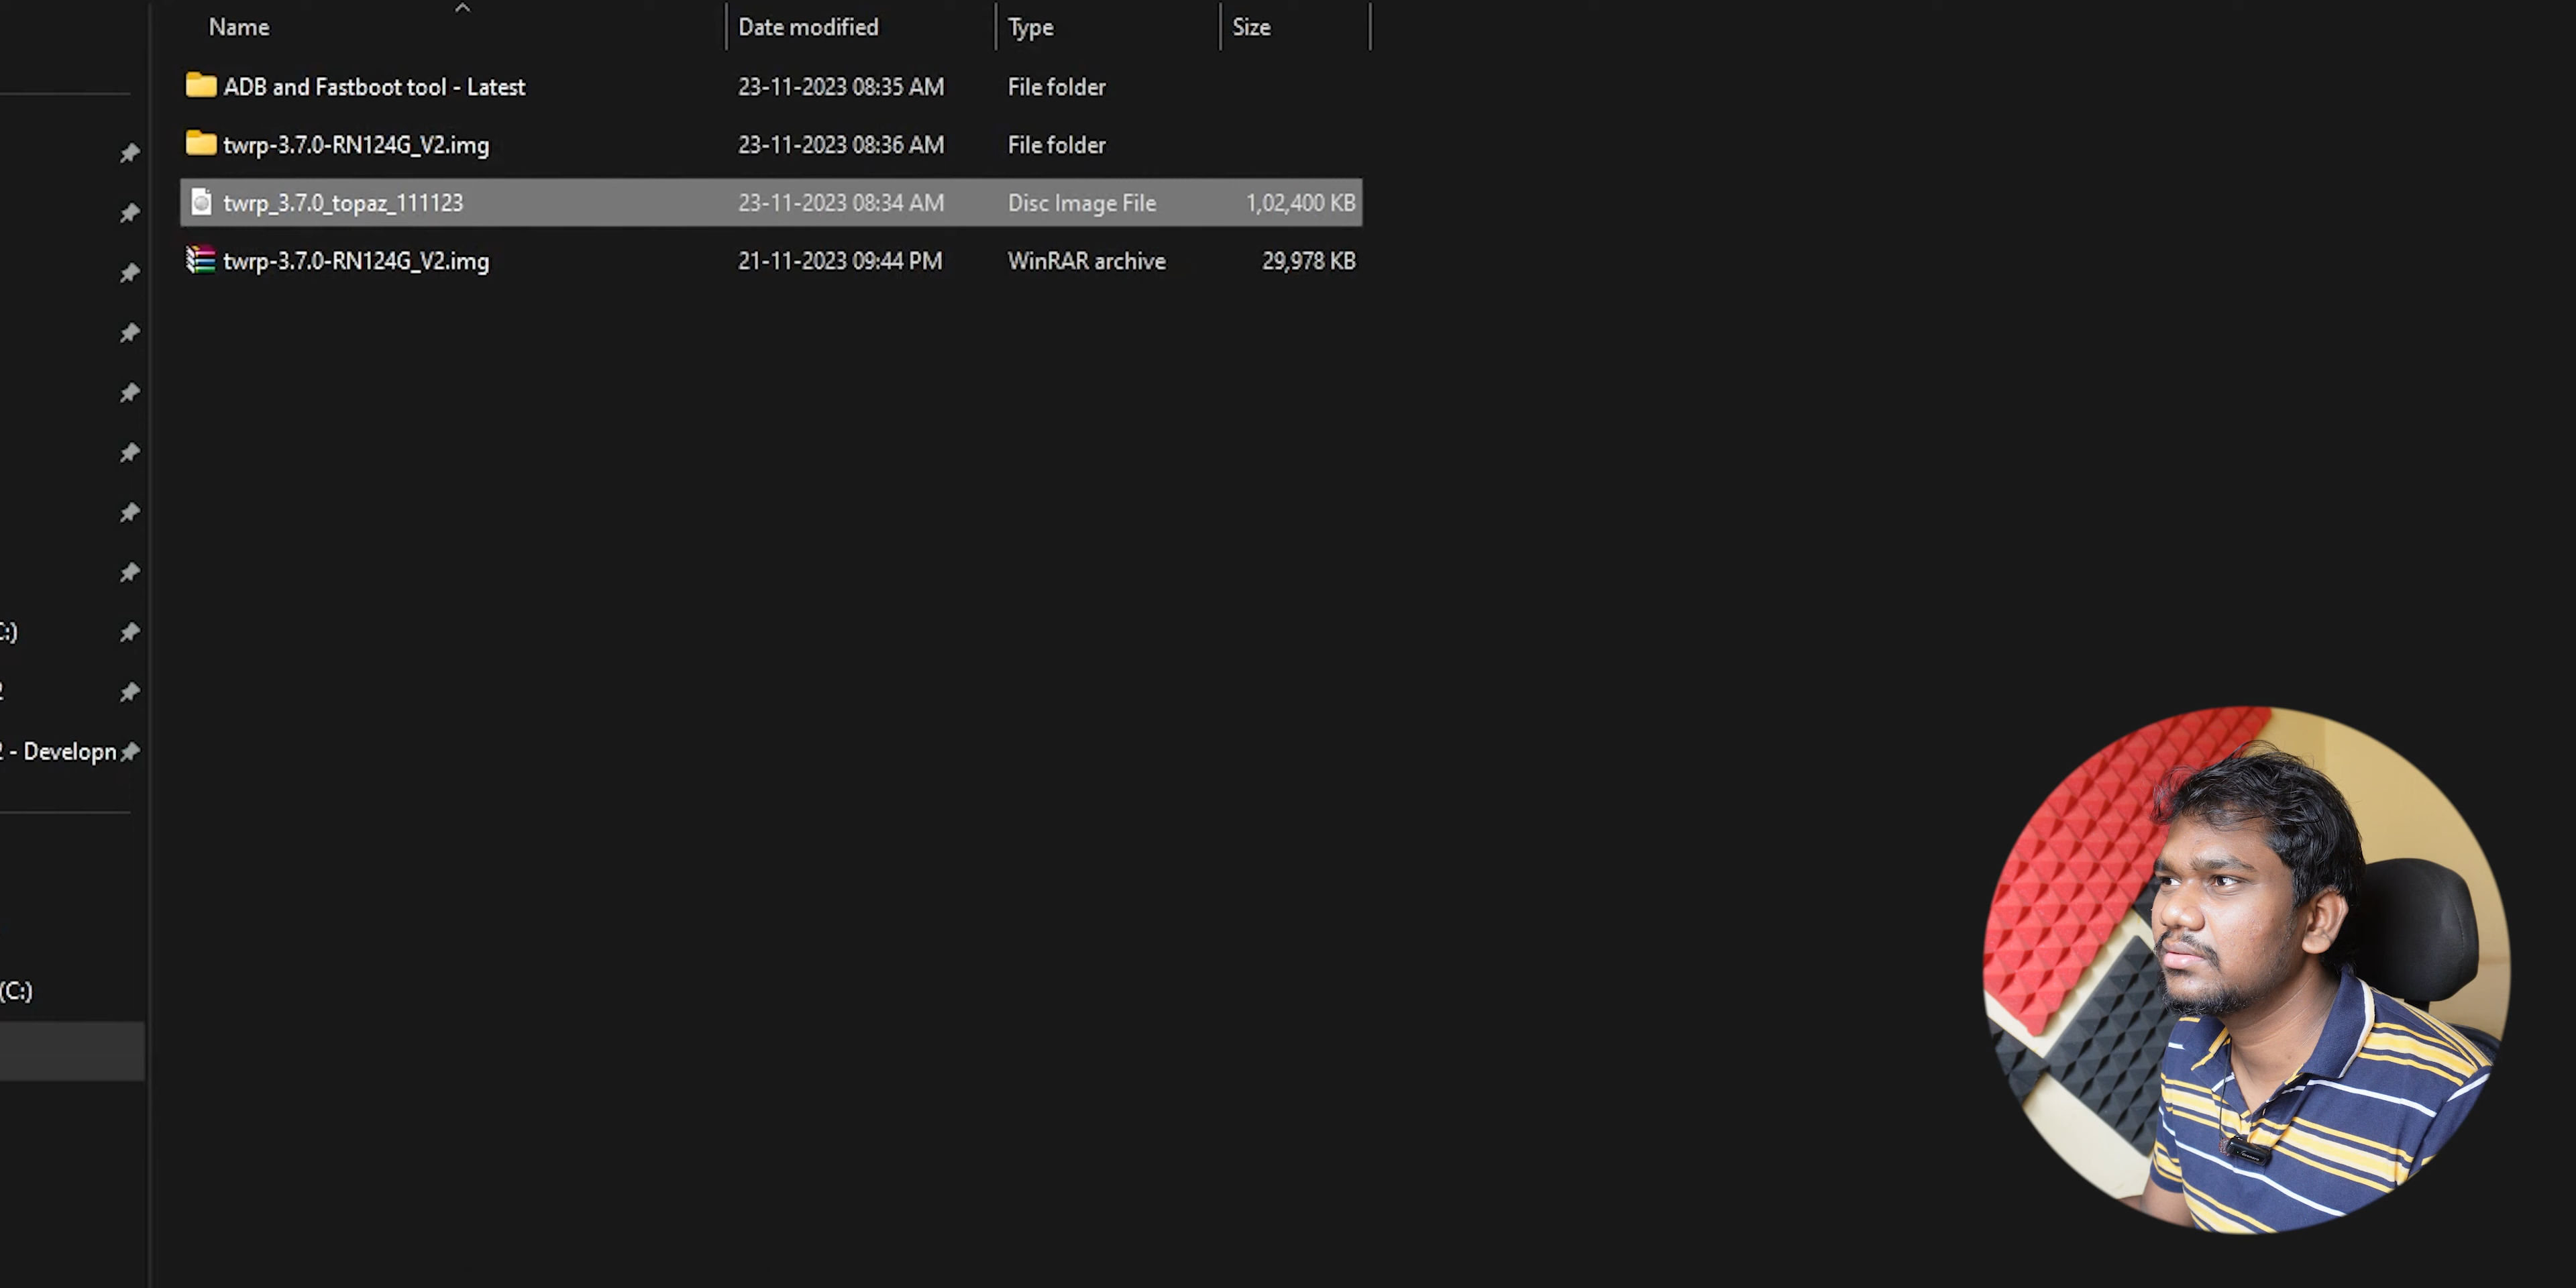 Name Date modified Type Size
ADB and Fastboot tool - Latest 23-11-2023 08:35 AM File folder
twrp-3.7.0-RN124G_V2.img 23-11-2023 08:36 AM File folder
twrp_3.7.0_topaz_111123 23-11-2023 08:34 AM Disc Image File 1,02,400 KB
twrp-3.7.0-RN124G_V2.img 21-11-2023 09:44 PM WinRAR archive 29,978 KB
C:)
2
2 - Developn
(C:)